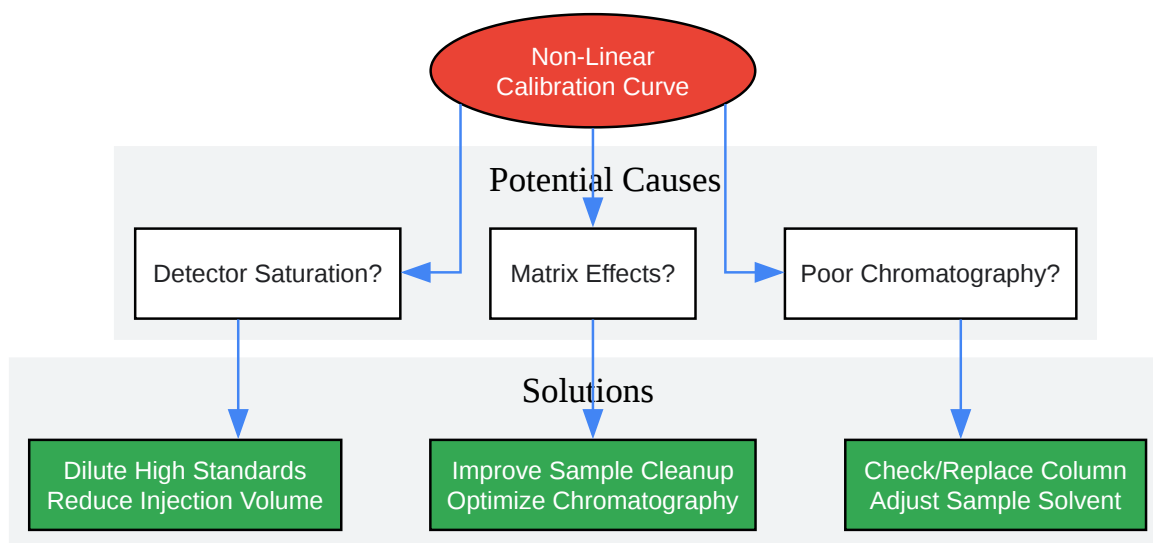 Non-Linear
Calibration Curve
Potential Causes
Detector Saturation?
Matrix Effects?
Poor Chromatography?
Solutions
Dilute High Standards
Reduce Injection Volume
Improve Sample Cleanup
Optimize Chromatography
Check/Replace Column
Adjust Sample Solvent